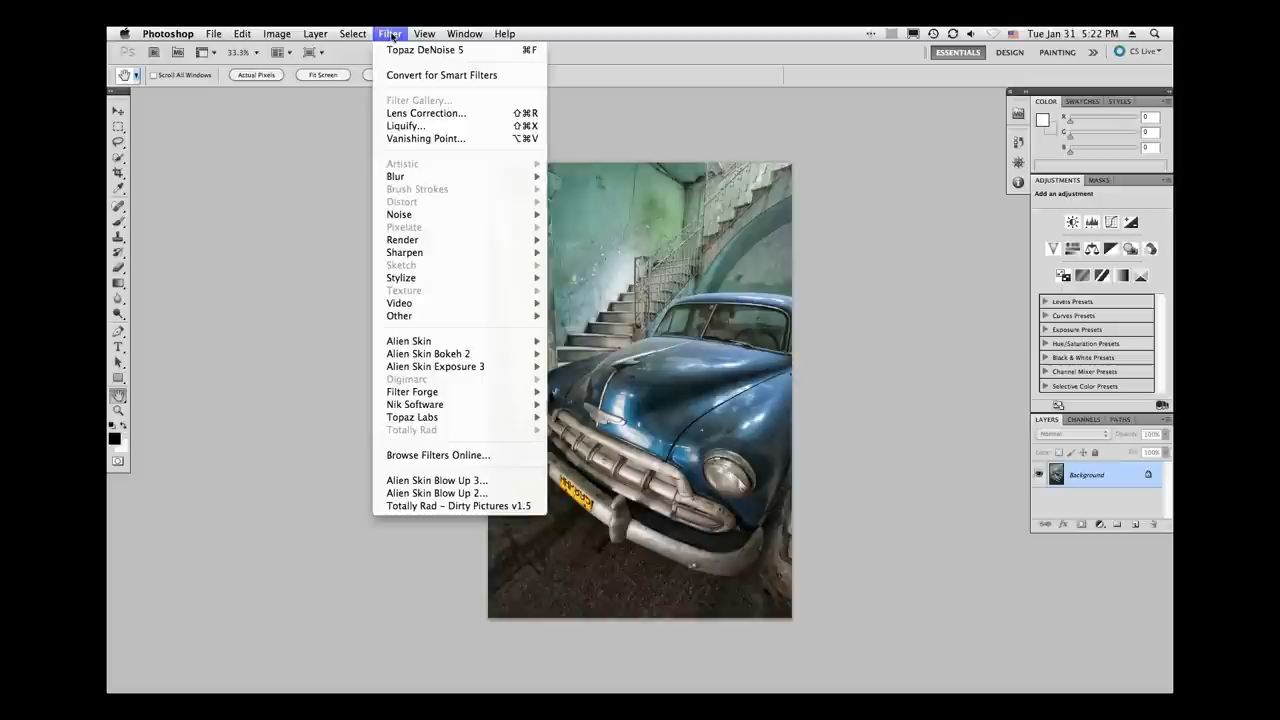 Photoshop File Edit Image Layer Select Filter View Window Help Tue Jan 31 5:22 PM
Ps Br Mb 33.3% ESSENTIALS DESIGN PAINTING CS Live
Scroll All Windows Actual Pixels Fit Screen
Topaz DeNoise 5 ⌘F
Convert for Smart Filters
Filter Gallery...
Lens Correction... ⇧⌘R
Liquify... ⇧⌘X
Vanishing Point... ⌥⌘V
Artistic
Blur
Brush Strokes
Distort
Noise
Pixelate
Render
Sharpen
Sketch
Stylize
Texture
Video
Other
Alien Skin
Alien Skin Bokeh 2
Alien Skin Exposure 3
Digimarc
Filter Forge
Nik Software
Topaz Labs
Totally Rad
Browse Filters Online...
Alien Skin Blow Up 3...
Alien Skin Blow Up 2...
Totally Rad - Dirty Pictures v1.5
COLOR SWATCHES STYLES
R 0
G 0
B 0
ADJUSTMENTS MASKS
Add an adjustment
Levels Presets
Curves Presets
Exposure Presets
Hue/Saturation Presets
Black & White Presets
Channel Mixer Presets
Selective Color Presets
LAYERS CHANNELS PATHS
Normal Opacity: 100%
Lock: Fill: 100%
Background